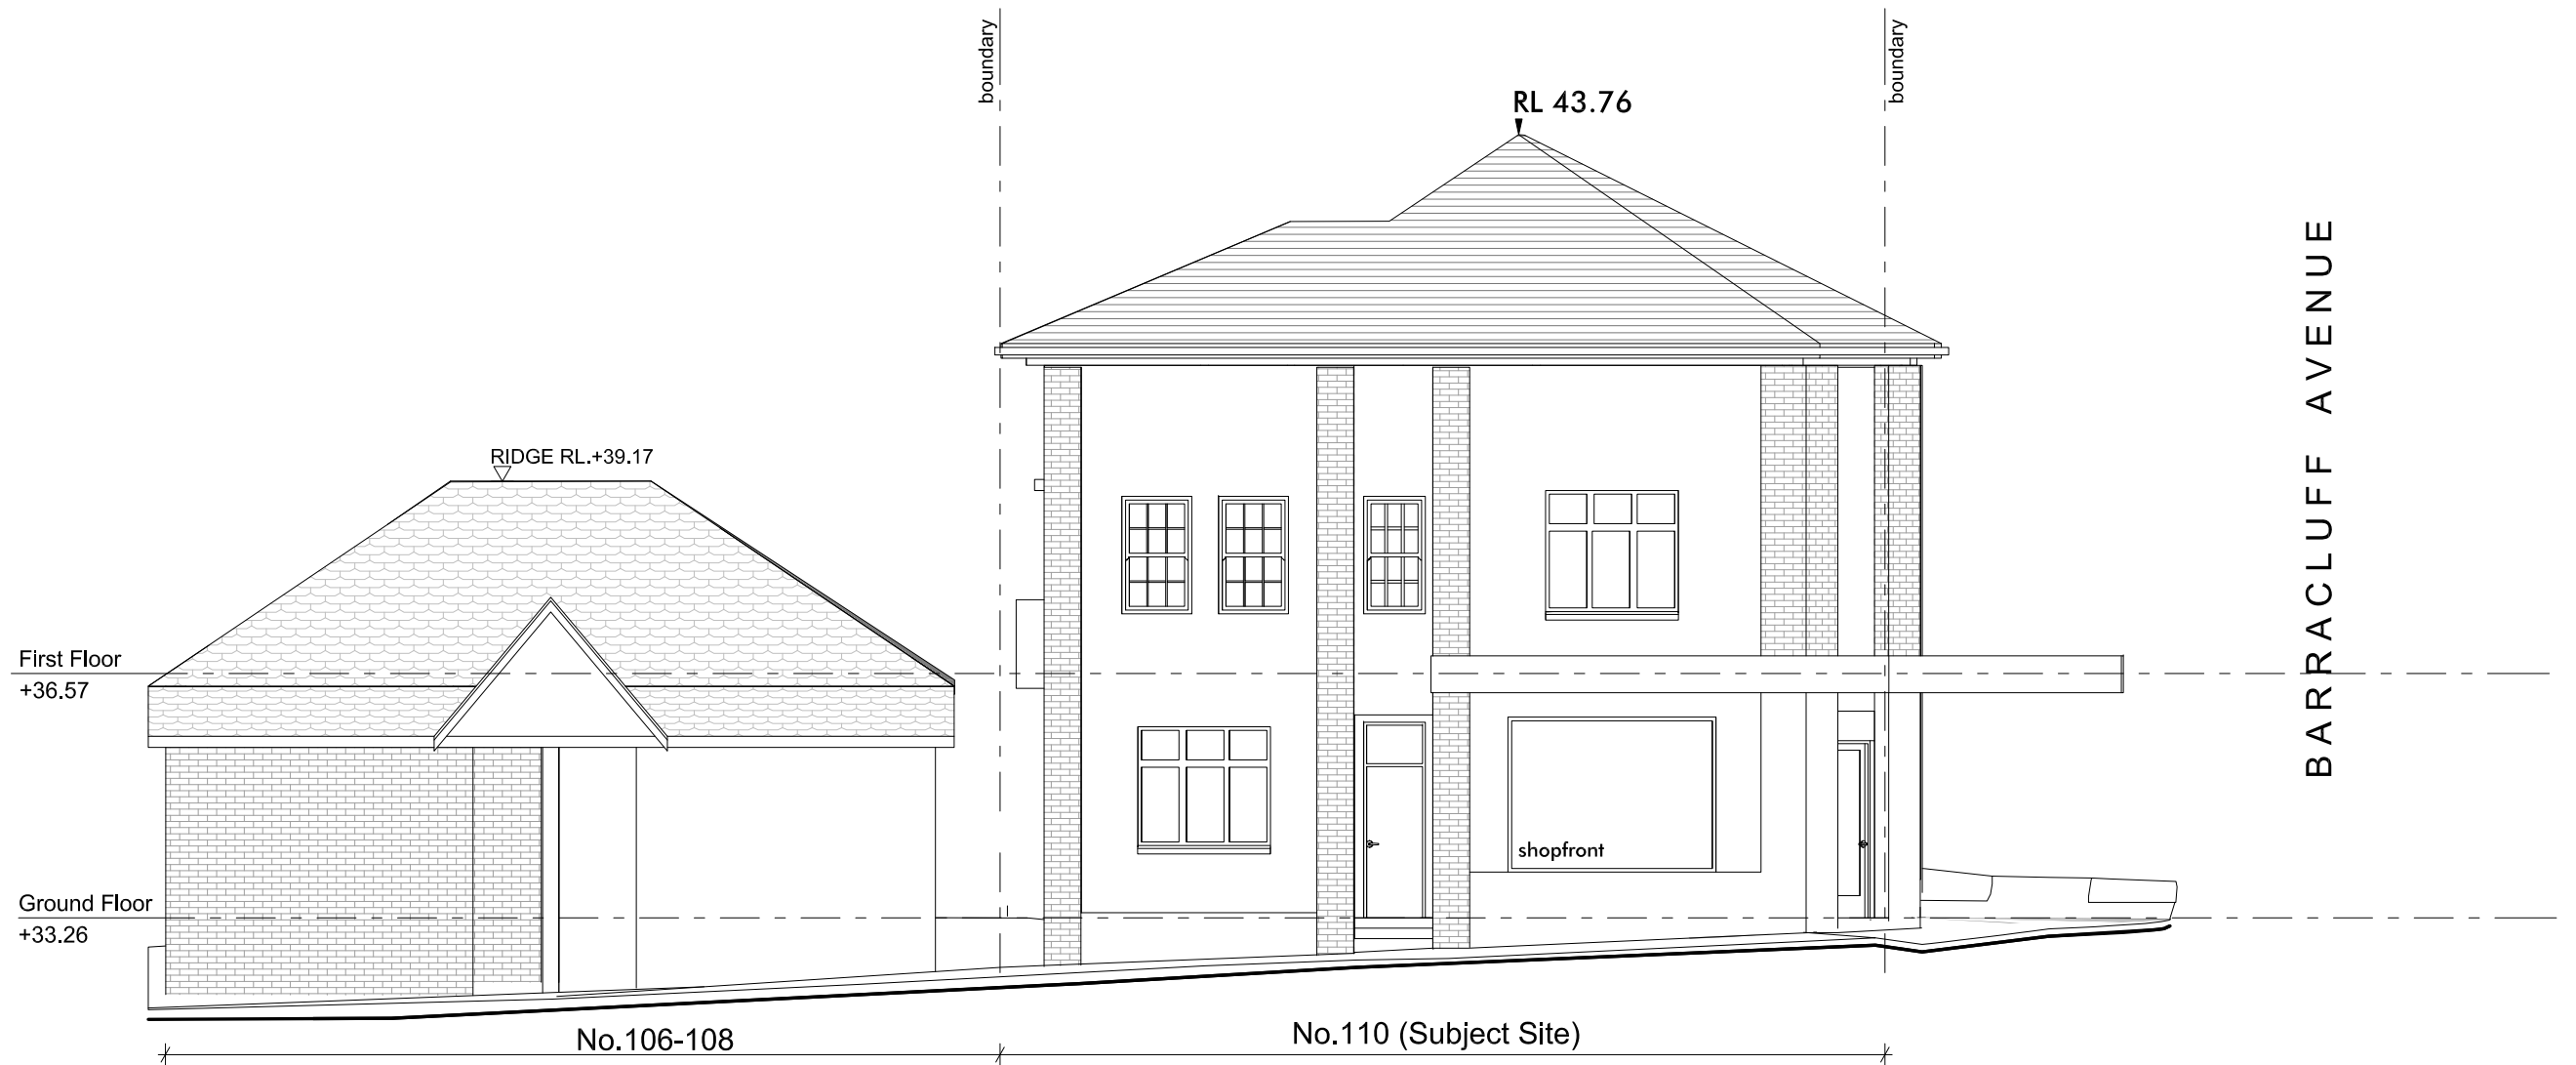 boundary
boundary
RL 43.76
RIDGE RL.+39.17
First Floor
+36.57
BARRACLUFF AVENUE
shopfront
Ground Floor
+33.26
No.106-108
No.110 (Subject Site)